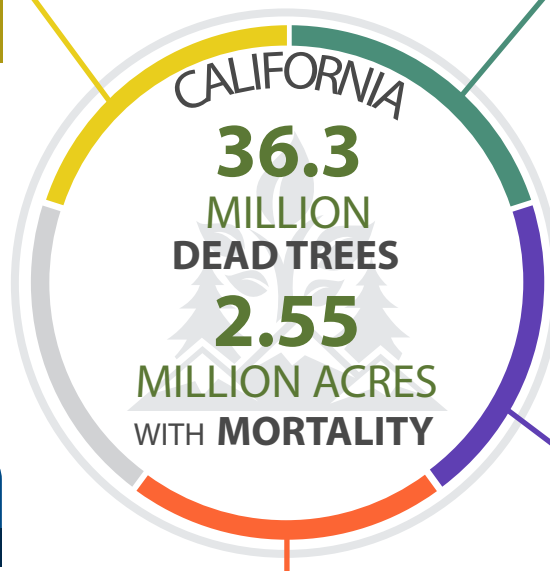 CALIFORNIA
36.3
MILLION
DEAD TREES
2.55
MILLION ACRES
WITH MORTALITY